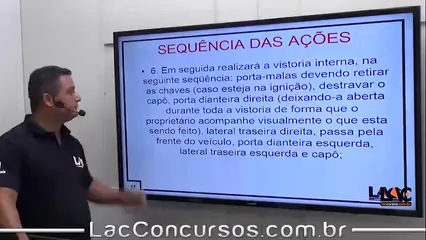 SEQUÊNCIA DAS AÇÕES
• 6. Em seguida realizará a vistoria interna, na
seguinte seqüência: porta-malas devendo retirar
as chaves (caso esteja na ignição), destravar o
capô, porta dianteira direita (deixando-a aberta
durante toda a vistoria de forma que o
proprietário acompanhe visualmente o que esta
sendo feito), lateral traseira direita, passa pela
frente do veículo, porta dianteira esquerda,
lateral traseira esquerda e capô;
17
LAC
LacConcursos.com.br